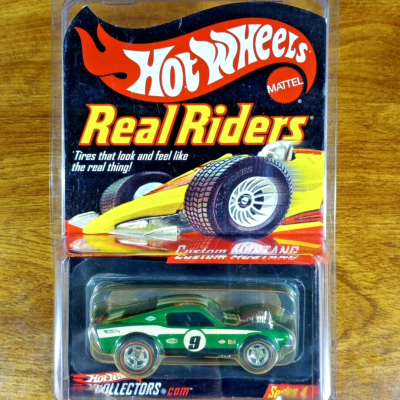 Hot Wheels
MATTEL
Real Riders
Tires that look and feel like
the real thing!
Custom MUSTANG
9
Hot Wheels
COLLECTORS.com
Series 4